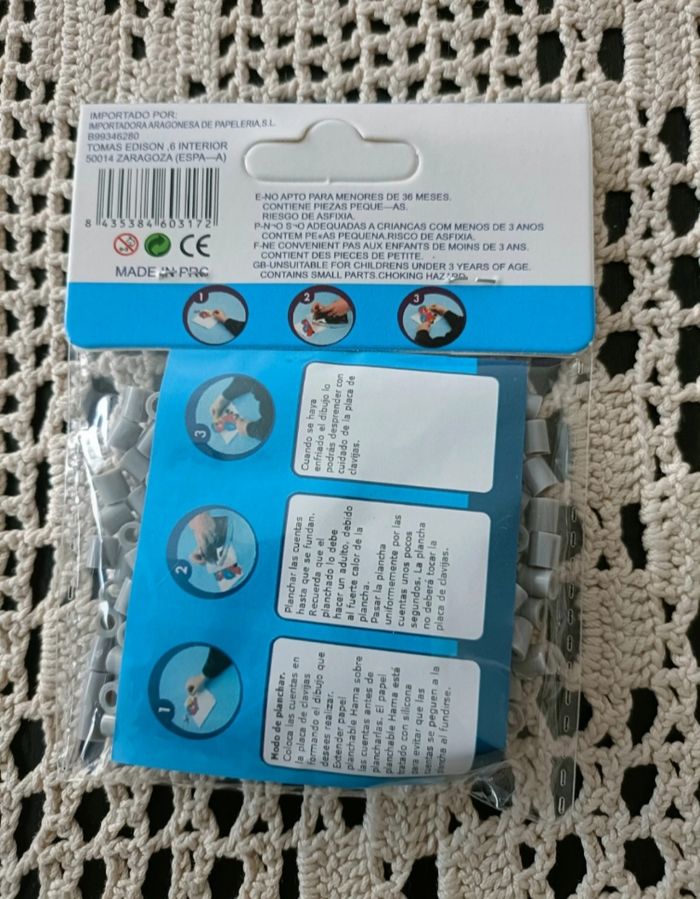 IMPORTADO POR:
IMPORTADORA ARAGONESA DE PAPELERIA,S.L.
B99346280
TOMAS EDISON ,6 INTERIOR
50014 ZARAGOZA (ESPA—A)
8 435384 603172
CE
MADE IN PRC
E-NO APTO PARA MENORES DE 36 MESES.
CONTIENE PIEZAS PEQUE—AS.
RIESGO DE ASFIXIA.
P-N¬O S¬O ADEQUADAS A CRIANCAS COM MENOS DE 3 ANOS
CONTEM PE«AS PEQUENA.RISCO DE ASFIXIA.
F-NE CONVIENENT PAS AUX ENFANTS DE MOINS DE 3 ANS.
CONTIENT DES PIECES DE PETITE.
GB-UNSUITABLE FOR CHILDRENS UNDER 3 YEARS OF AGE.
CONTAINS SMALL PARTS.CHOKING HAZARD.
1
2
3
1
Modo de planchar.
Coloca las cuentas en
la placa de clavijas
formando el dibujo que
desees realizar.
Extender papel
planchable Hama sobre
las cuentas antes de
plancharlas. El papel
planchable Hama está
tratado con silicona
para evitar que las
cuentas se peguen a la
plancha al fundirse.
2
Planchar las cuentas
hasta que se fundan.
Recuerda que el
planchado lo debe
hacer un adulto, debido
al fuerte calor de la
plancha.
Pasar la plancha
uniformemente por las
cuentas unos pocos
segundos. La plancha
no deberá tocar la
placa de clavijas.
3
Cuando se haya
enfriado el dibujo lo
podrás desprender con
cuidado de la placa de
clavijas.